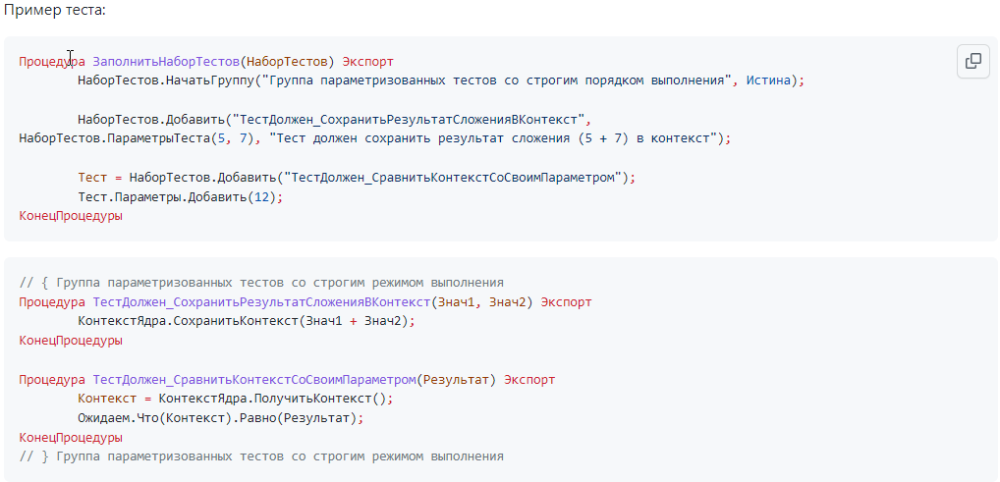 Пример теста:
Процедура ЗаполнитьНаборТестов(НаборТестов) Экспорт
НаборТестов.НачатьГруппу("Группа параметризованных тестов со строгим порядком выполнения", Истина);
НаборТестов.Добавить("ТестДолжен_СохранитьРезультатСложенияВКонтекст",
НаборТестов.ПараметрыТеста(5, 7), "Тест должен сохранить результат сложения (5 + 7) в контекст");
Тест = НаборТестов.Добавить("ТестДолжен_СравнитьКонтекстСоСвоимПараметром");
Тест.Параметры.Добавить(12);
КонецПроцедуры
// { Группа параметризованных тестов со строгим режимом выполнения
Процедура ТестДолжен_СохранитьРезультатСложенияВКонтекст(Знач1, Знач2) Экспорт
КонтекстЯдра.СохранитьКонтекст(Знач1 + Знач2);
КонецПроцедуры
Процедура ТестДолжен_СравнитьКонтекстСоСвоимПараметром(Результат) Экспорт
Контекст = КонтекстЯдра.ПолучитьКонтекст();
Ожидаем.Что(Контекст).Равно(Результат);
КонецПроцедуры
// } Группа параметризованных тестов со строгим режимом выполнения